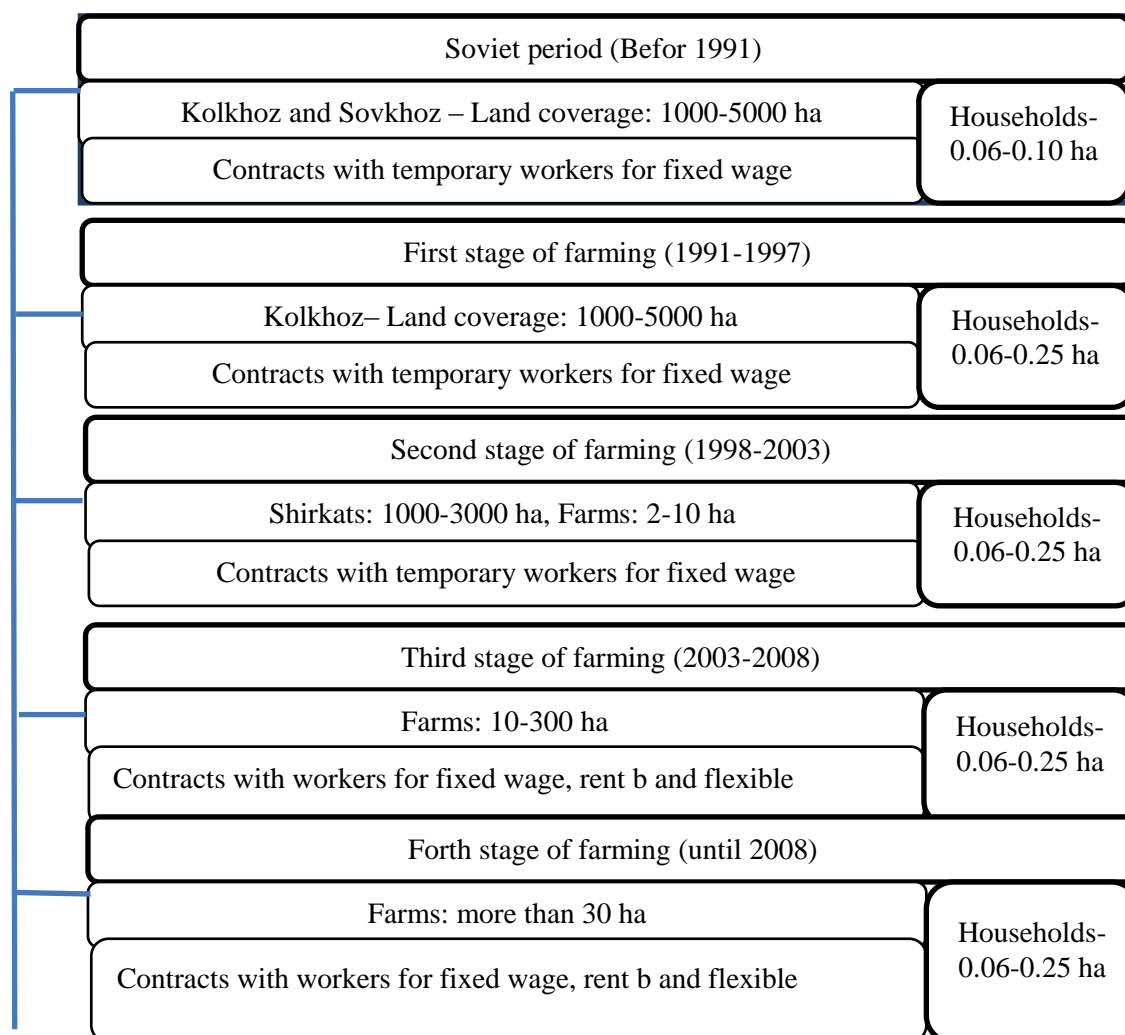 Soviet period (Befor 1991)
Kolkhoz and Sovkhoz – Land coverage: 1000-5000 ha
Contracts with temporary workers for fixed wage
Households-
0.06-0.10 ha
First stage of farming (1991-1997)
Kolkhoz– Land coverage: 1000-5000 ha
Contracts with temporary workers for fixed wage
Households-
0.06-0.25 ha
Second stage of farming (1998-2003)
Shirkats: 1000-3000 ha, Farms: 2-10 ha
Contracts with temporary workers for fixed wage
Households-
0.06-0.25 ha
Third stage of farming (2003-2008)
Farms: 10-300 ha
Contracts with workers for fixed wage, rent b and flexible
Households-
0.06-0.25 ha
Forth stage of farming (until 2008)
Farms: more than 30 ha
Contracts with workers for fixed wage, rent b and flexible
Households-
0.06-0.25 ha